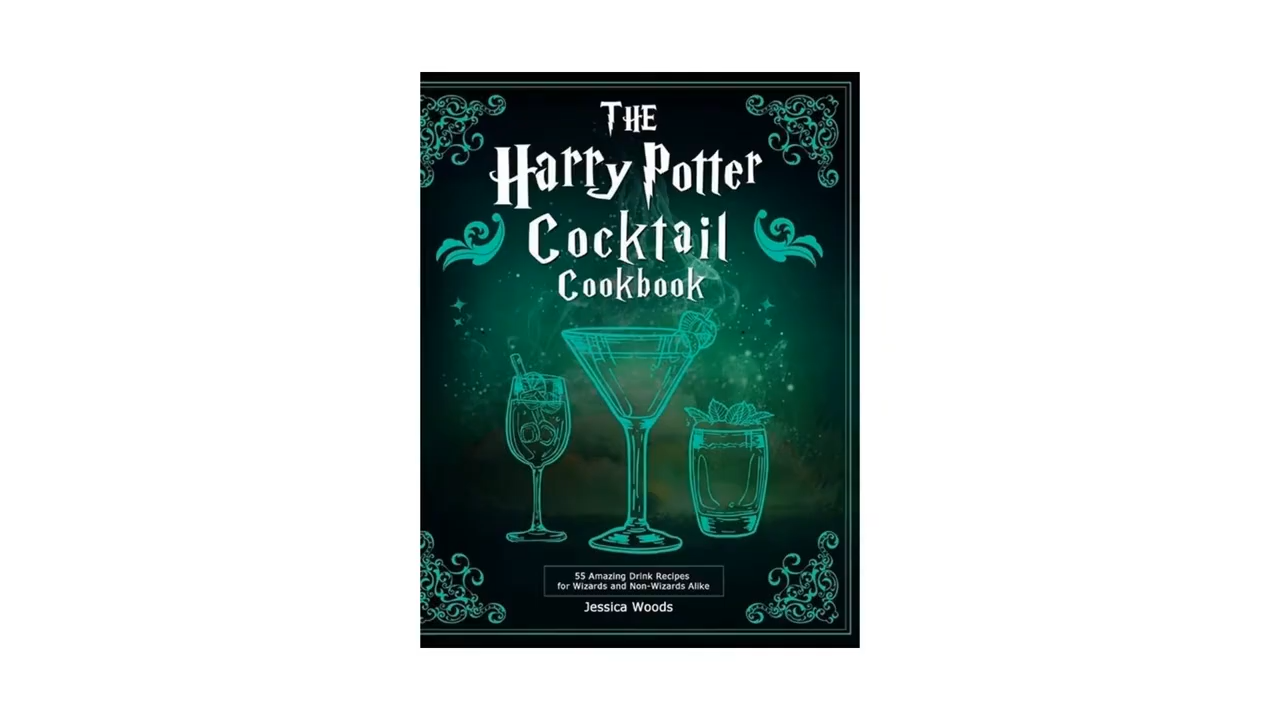 THE
Harry Potter
Cocktail
Cookbook
55 Amazing Drink Recipes
for Wizards and Non-Wizards Alike
Jessica Woods